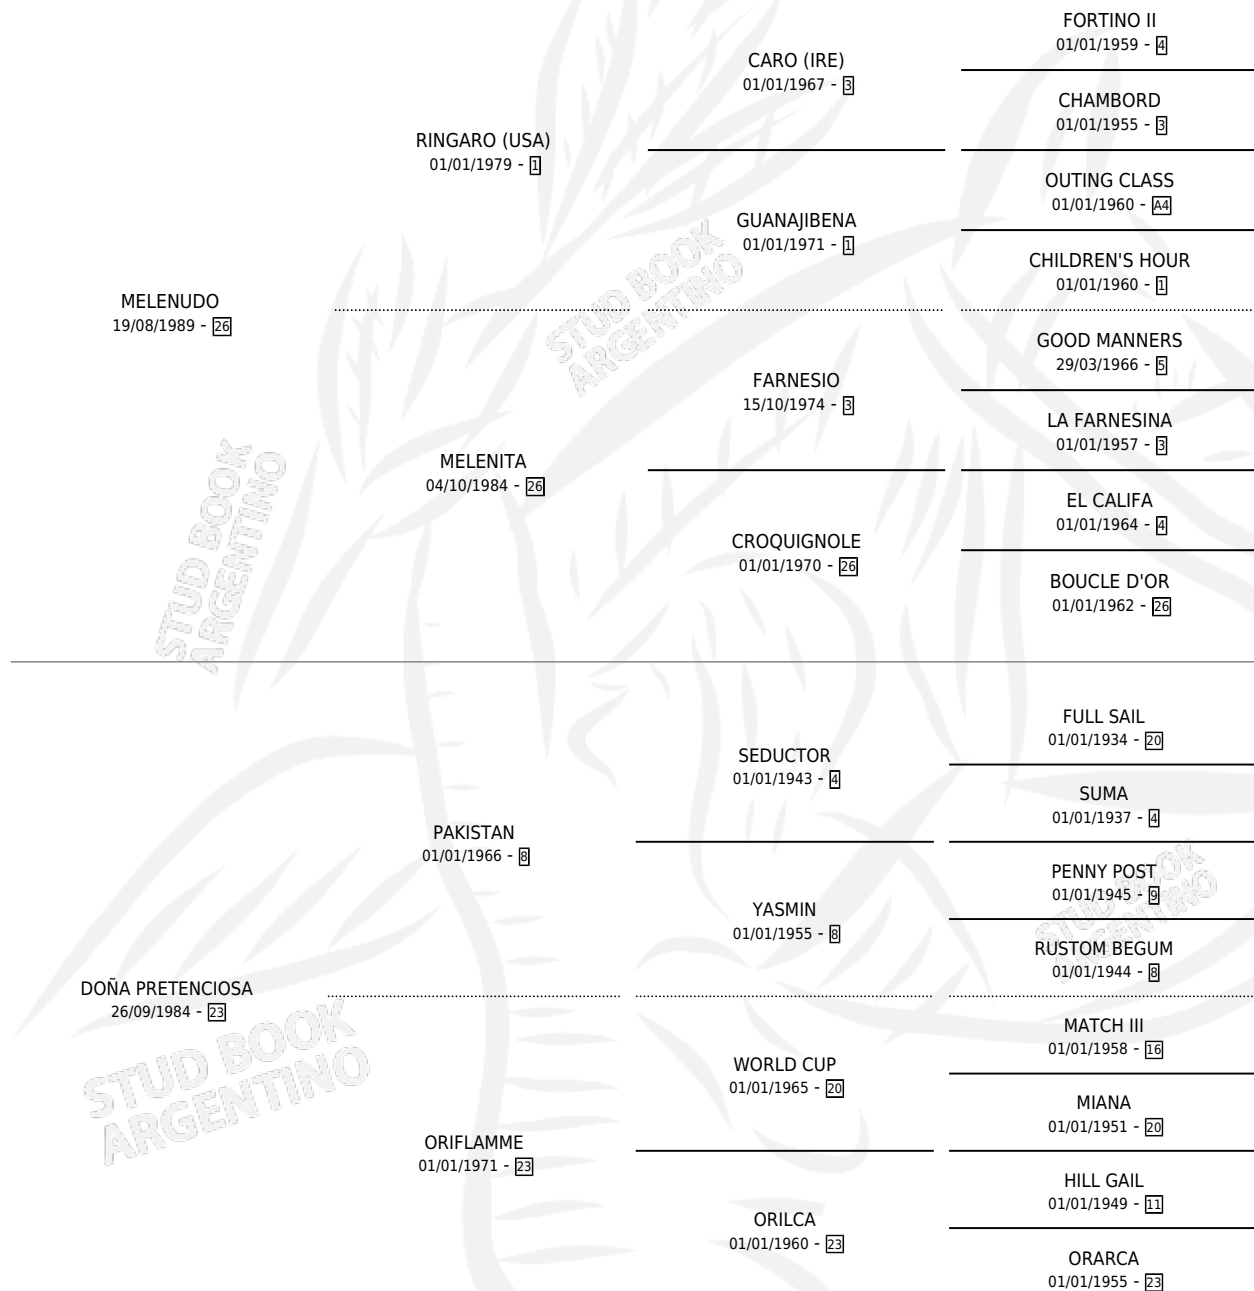 FORTINO II
01/01/1959 - 4
CARO (IRE)
01/01/1967 - 3
CHAMBORD
01/01/1955 - 3
RINGARO (USA)
01/01/1979 - 1
OUTING CLASS
01/01/1960 - A4
GUANAJIBENA
01/01/1971 - 1
CHILDREN'S HOUR
01/01/1960 - 1
MELENUDO
19/08/1989 - 26
GOOD MANNERS
29/03/1966 - 5
FARNESIO
15/10/1974 - 3
LA FARNESINA
01/01/1957 - 3
MELENITA
04/10/1984 - 26
EL CALIFA
01/01/1964 - 4
CROQUIGNOLE
01/01/1970 - 26
BOUCLE D'OR
01/01/1962 - 26
STUD BOOK
ARGENTINO
STUD BOOK
ARGENTINO
FULL SAIL
01/01/1934 - 20
SEDUCTOR
01/01/1943 - 4
SUMA
01/01/1937 - 4
PAKISTAN
01/01/1966 - 8
PENNY POST
01/01/1945 - 9
YASMIN
01/01/1955 - 8
RUSTOM BEGUM
01/01/1944 - 8
DOÑA PRETENCIOSA
26/09/1984 - 23
MATCH III
01/01/1958 - 16
WORLD CUP
01/01/1965 - 20
MIANA
01/01/1951 - 20
ORIFLAMME
01/01/1971 - 23
HILL GAIL
01/01/1949 - 11
ORILCA
01/01/1960 - 23
ORARCA
01/01/1955 - 23
STUD BOOK
ARGENTINO
STUD BOOK
ARGENTINO